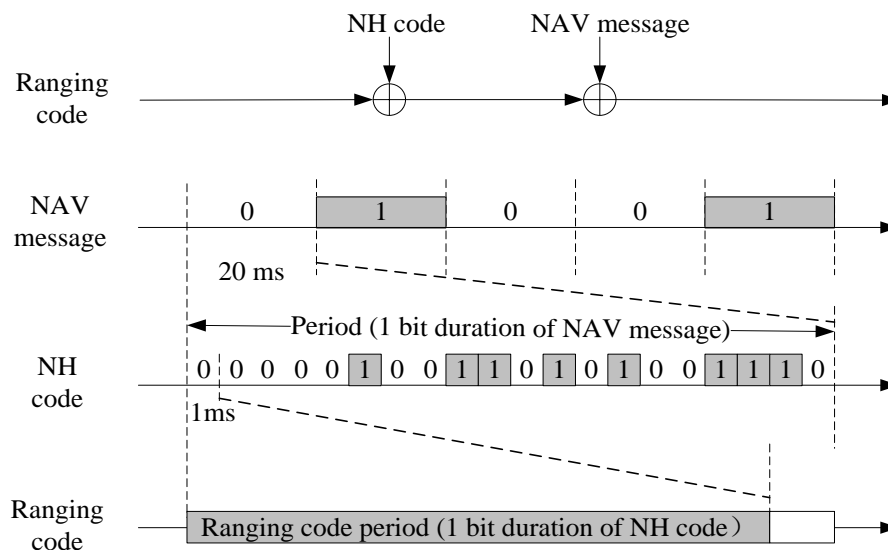 NH code NAV message
Ranging
code
NAV
message
0 1 0 0 1
20 ms
Period (1 bit duration of NAV message)
NH
code
0 0 0 0 0 1 0 0 1 1 0 1 0 1 0 0 1 1 1 0
1ms
Ranging
code
Ranging code period (1 bit duration of NH code）